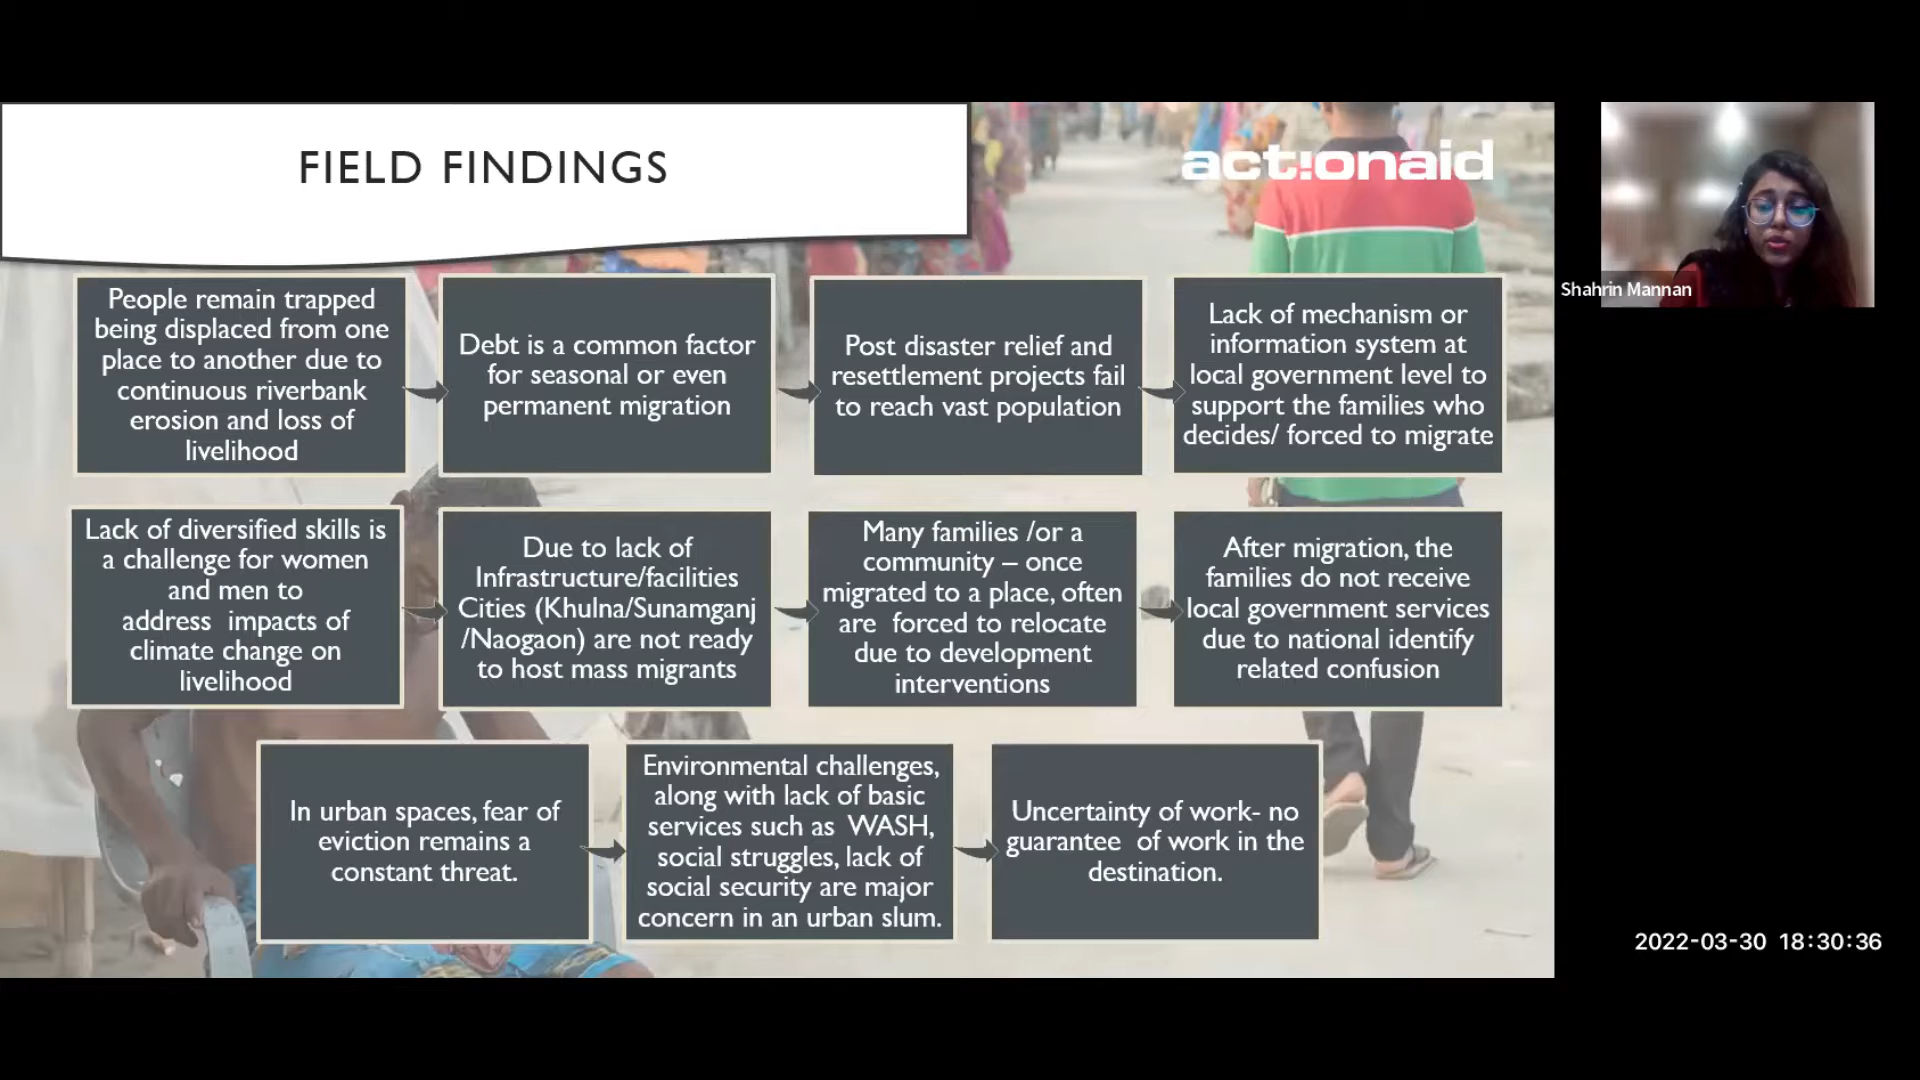 FIELD FINDINGS
act!onaid
People remain trapped
being displaced from one
place to another due to
continuous riverbank
erosion and loss of
livelihood
Debt is a common factor
for seasonal or even
permanent migration
Post disaster relief and
resettlement projects fail
to reach vast population
Lack of mechanism or
information system at
local government level to
support the families who
decides/ forced to migrate
Lack of diversified skills is
a challenge for women
and men to
address  impacts of
climate change on
livelihood
Due to lack of
Infrastructure/facilities
Cities (Khulna/Sunamganj
/Naogaon) are not ready
to host mass migrants
Many families /or a
community – once
migrated to a place, often
are  forced to relocate
due to development
interventions
After migration, the
families do not receive
local government services
due to national identify
related confusion
In urban spaces, fear of
eviction remains a
constant threat.
Environmental challenges,
along with lack of basic
services such as  WASH,
social struggles, lack of
social security are major
concern in an urban slum.
Uncertainty of work- no
guarantee  of work in the
destination.
Shahrin Mannan
2022-03-30 18:30:36